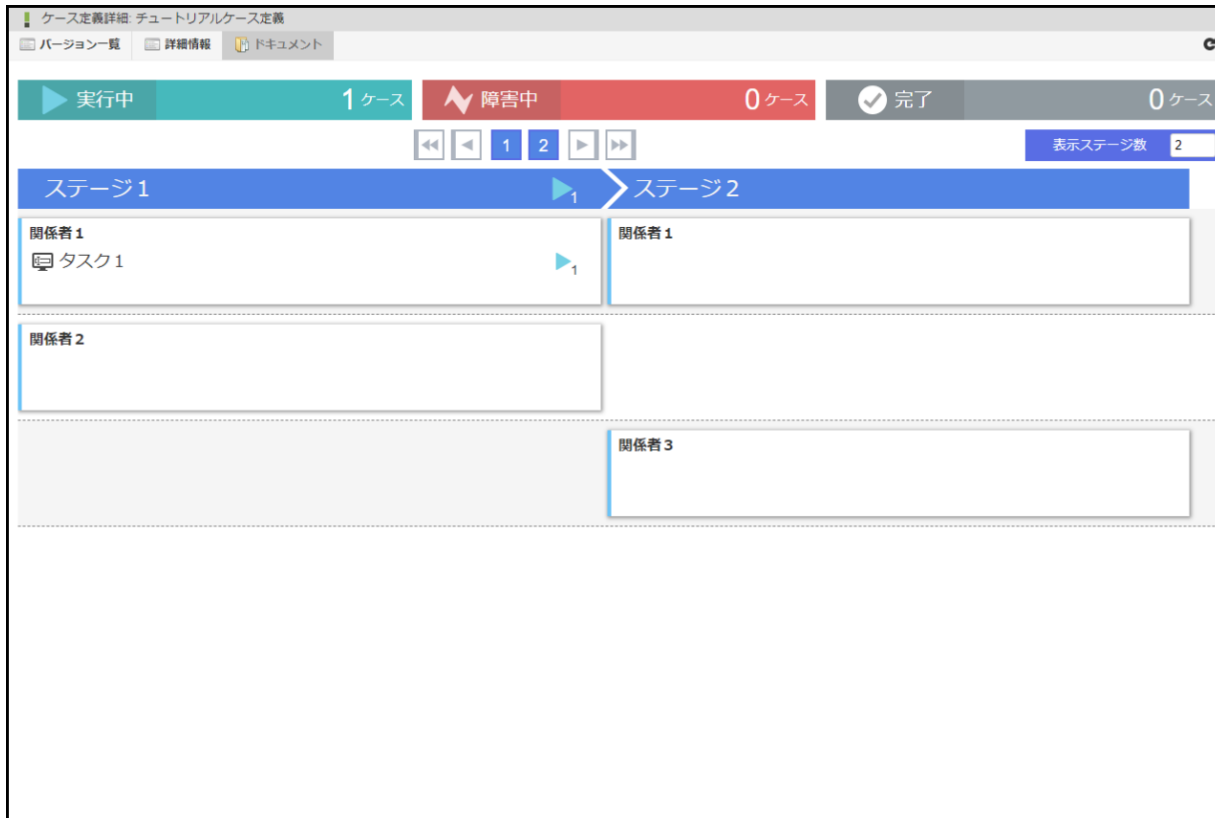 ケース定義詳細: チュートリアルケース定義
バージョン一覧 詳細情報 ドキュメント
実行中 1 ケース 障害中 0 ケース 完了 0 ケース
1 2 表示ステージ数 2
ステージ1 1 ステージ2
関係者1 関係者1
タスク1 1
関係者2
関係者3